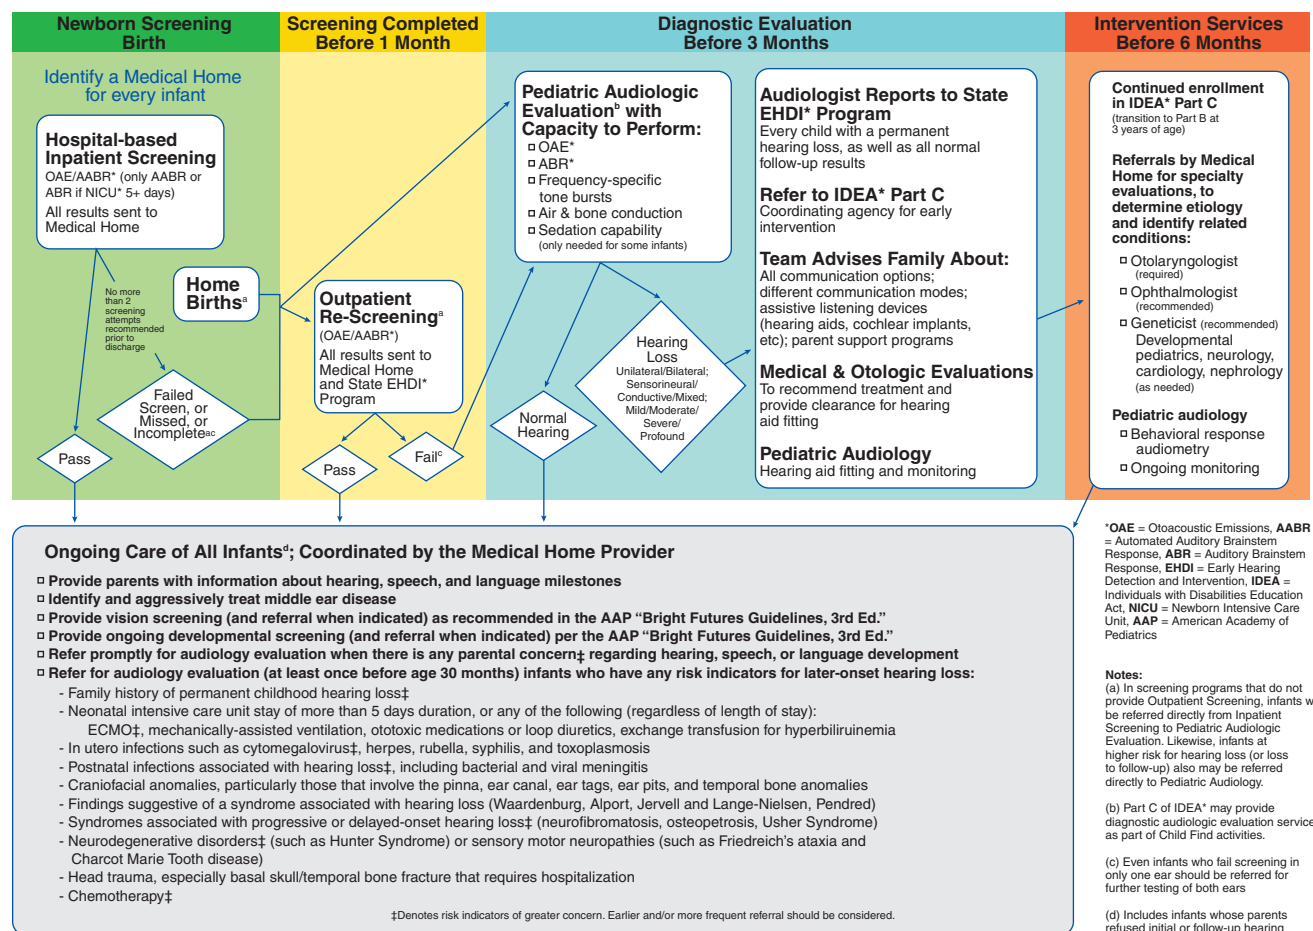 Newborn Screening
Birth
Screening Completed
Before 1 Month
Diagnostic Evaluation
Before 3 Months
Intervention Services
Before 6 Months
Identify a Medical Home
for every infant
Hospital-based
Inpatient Screening
OAE/AABR* (only AABR or
ABR if NICU* 5+ days)
All results sent to
Medical Home
No more
than 2
screening
attempts
recommended
prior to
discharge
Home
Birthsª
Failed
Screen, or
Missed, or
Incompleteᵃᶜ
Pass
Outpatient
Re-Screeningª
(OAE/AABR*)
All results sent to
Medical Home
and State EHDI*
Program
Pass
Failᶜ
Pediatric Audiologic
Evaluationᵇ with
Capacity to Perform:
OAE*
ABR*
Frequency-specific
tone bursts
Air & bone conduction
Sedation capability
(only needed for some infants)
Normal
Hearing
Hearing
Loss
Unilateral/Bilateral;
Sensorineural/
Conductive/Mixed;
Mild/Moderate/
Severe/
Profound
Audiologist Reports to State
EHDI* Program
Every child with a permanent
hearing loss, as well as all normal
follow-up results
Refer to IDEA* Part C
Coordinating agency for early
intervention
Team Advises Family About:
All communication options;
different communication modes;
assistive listening devices
(hearing aids, cochlear implants,
etc); parent support programs
Medical & Otologic Evaluations
To recommend treatment and
provide clearance for hearing
aid fitting
Pediatric Audiology
Hearing aid fitting and monitoring
Continued enrollment
in IDEA* Part C
(transition to Part B at
3 years of age)
Referrals by Medical
Home for specialty
evaluations, to
determine etiology
and identify related
conditions:
Otolaryngologist
(required)
Ophthalmologist
(recommended)
Geneticist (recommended)
Developmental
pediatrics, neurology,
cardiology, nephrology
(as needed)
Pediatric audiology
Behavioral response
audiometry
Ongoing monitoring
Ongoing Care of All Infantsᵈ; Coordinated by the Medical Home Provider
Provide parents with information about hearing, speech, and language milestones
Identify and aggressively treat middle ear disease
Provide vision screening (and referral when indicated) as recommended in the AAP “Bright Futures Guidelines, 3rd Ed.”
Provide ongoing developmental screening (and referral when indicated) per the AAP “Bright Futures Guidelines, 3rd Ed.”
Refer promptly for audiology evaluation when there is any parental concern‡ regarding hearing, speech, or language development
Refer for audiology evaluation (at least once before age 30 months) infants who have any risk indicators for later-onset hearing loss:
- Family history of permanent childhood hearing loss‡
- Neonatal intensive care unit stay of more than 5 days duration, or any of the following (regardless of length of stay):
ECMO‡, mechanically-assisted ventilation, ototoxic medications or loop diuretics, exchange transfusion for hyperbiliruinemia
- In utero infections such as cytomegalovirus‡, herpes, rubella, syphilis, and toxoplasmosis
- Postnatal infections associated with hearing loss‡, including bacterial and viral meningitis
- Craniofacial anomalies, particularly those that involve the pinna, ear canal, ear tags, ear pits, and temporal bone anomalies
- Findings suggestive of a syndrome associated with hearing loss (Waardenburg, Alport, Jervell and Lange-Nielsen, Pendred)
- Syndromes associated with progressive or delayed-onset hearing loss‡ (neurofibromatosis, osteopetrosis, Usher Syndrome)
- Neurodegenerative disorders‡ (such as Hunter Syndrome) or sensory motor neuropathies (such as Friedreich’s ataxia and
Charcot Marie Tooth disease)
- Head trauma, especially basal skull/temporal bone fracture that requires hospitalization
- Chemotherapy‡
‡Denotes risk indicators of greater concern. Earlier and/or more frequent referral should be considered.
*OAE = Otoacoustic Emissions, AABR
= Automated Auditory Brainstem
Response, ABR = Auditory Brainstem
Response, EHDI = Early Hearing
Detection and Intervention, IDEA =
Individuals with Disabilities Education
Act, NICU = Newborn Intensive Care
Unit, AAP = American Academy of
Pediatrics
Notes:
(a) In screening programs that do not
provide Outpatient Screening, infants
be referred directly from Inpatient
Screening to Pediatric Audiologic
Evaluation. Likewise, infants at
higher risk for hearing loss (or loss
to follow-up) also may be referred
directly to Pediatric Audiology.
(b) Part C of IDEA* may provide
diagnostic audiologic evaluation service
as part of Child Find activities.
(c) Even infants who fail screening in
only one ear should be referred for
further testing of both ears
(d) Includes infants whose parents
refused initial or follow-up hearing